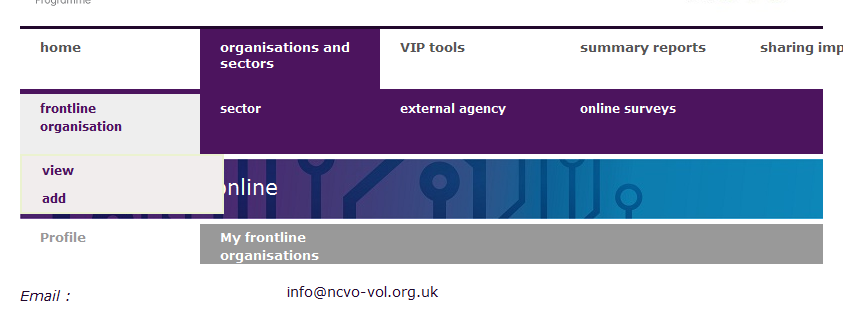 Programme
home
organisations and
sectors
VIP tools
summary reports
sharing imp
frontline
organisation
sector
external agency
online surveys
view
add
online
Profile
My frontline
organisations
Email :
info@ncvo-vol.org.uk